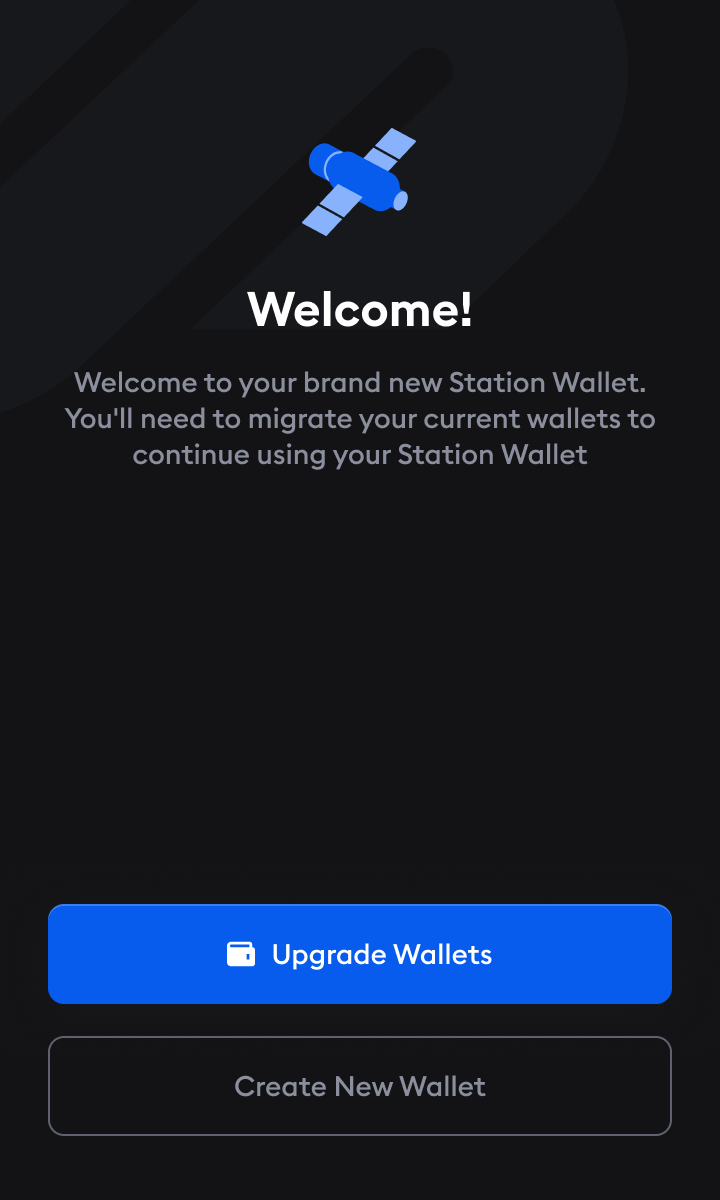 Welcome!
Welcome to your brand new Station Wallet.
You'll need to migrate your current wallets to
continue using your Station Wallet
Upgrade Wallets
Create New Wallet